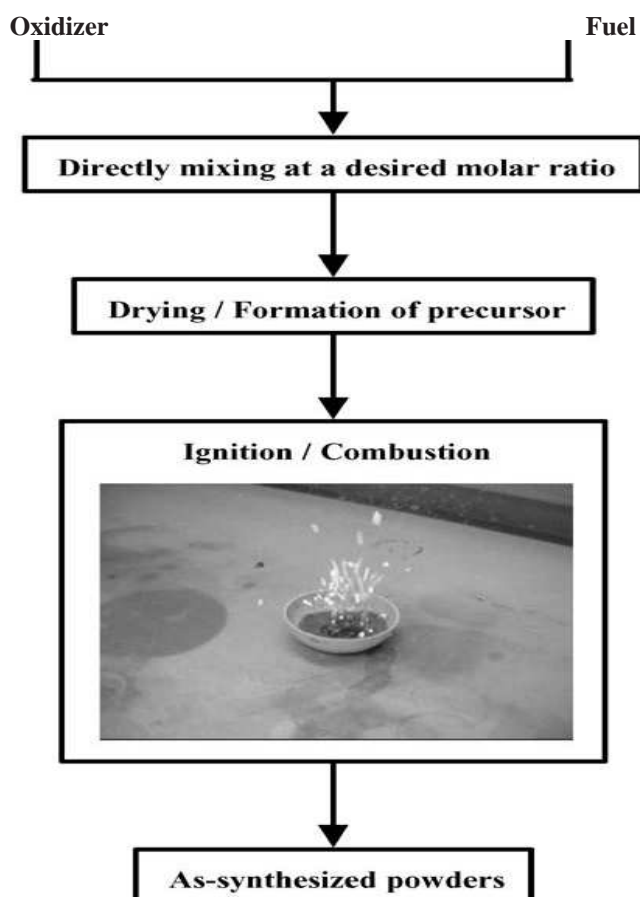 Oxidizer Fuel
Directly mixing at a desired molar ratio
Drying / Formation of precursor
Ignition / Combustion
As-synthesized powders